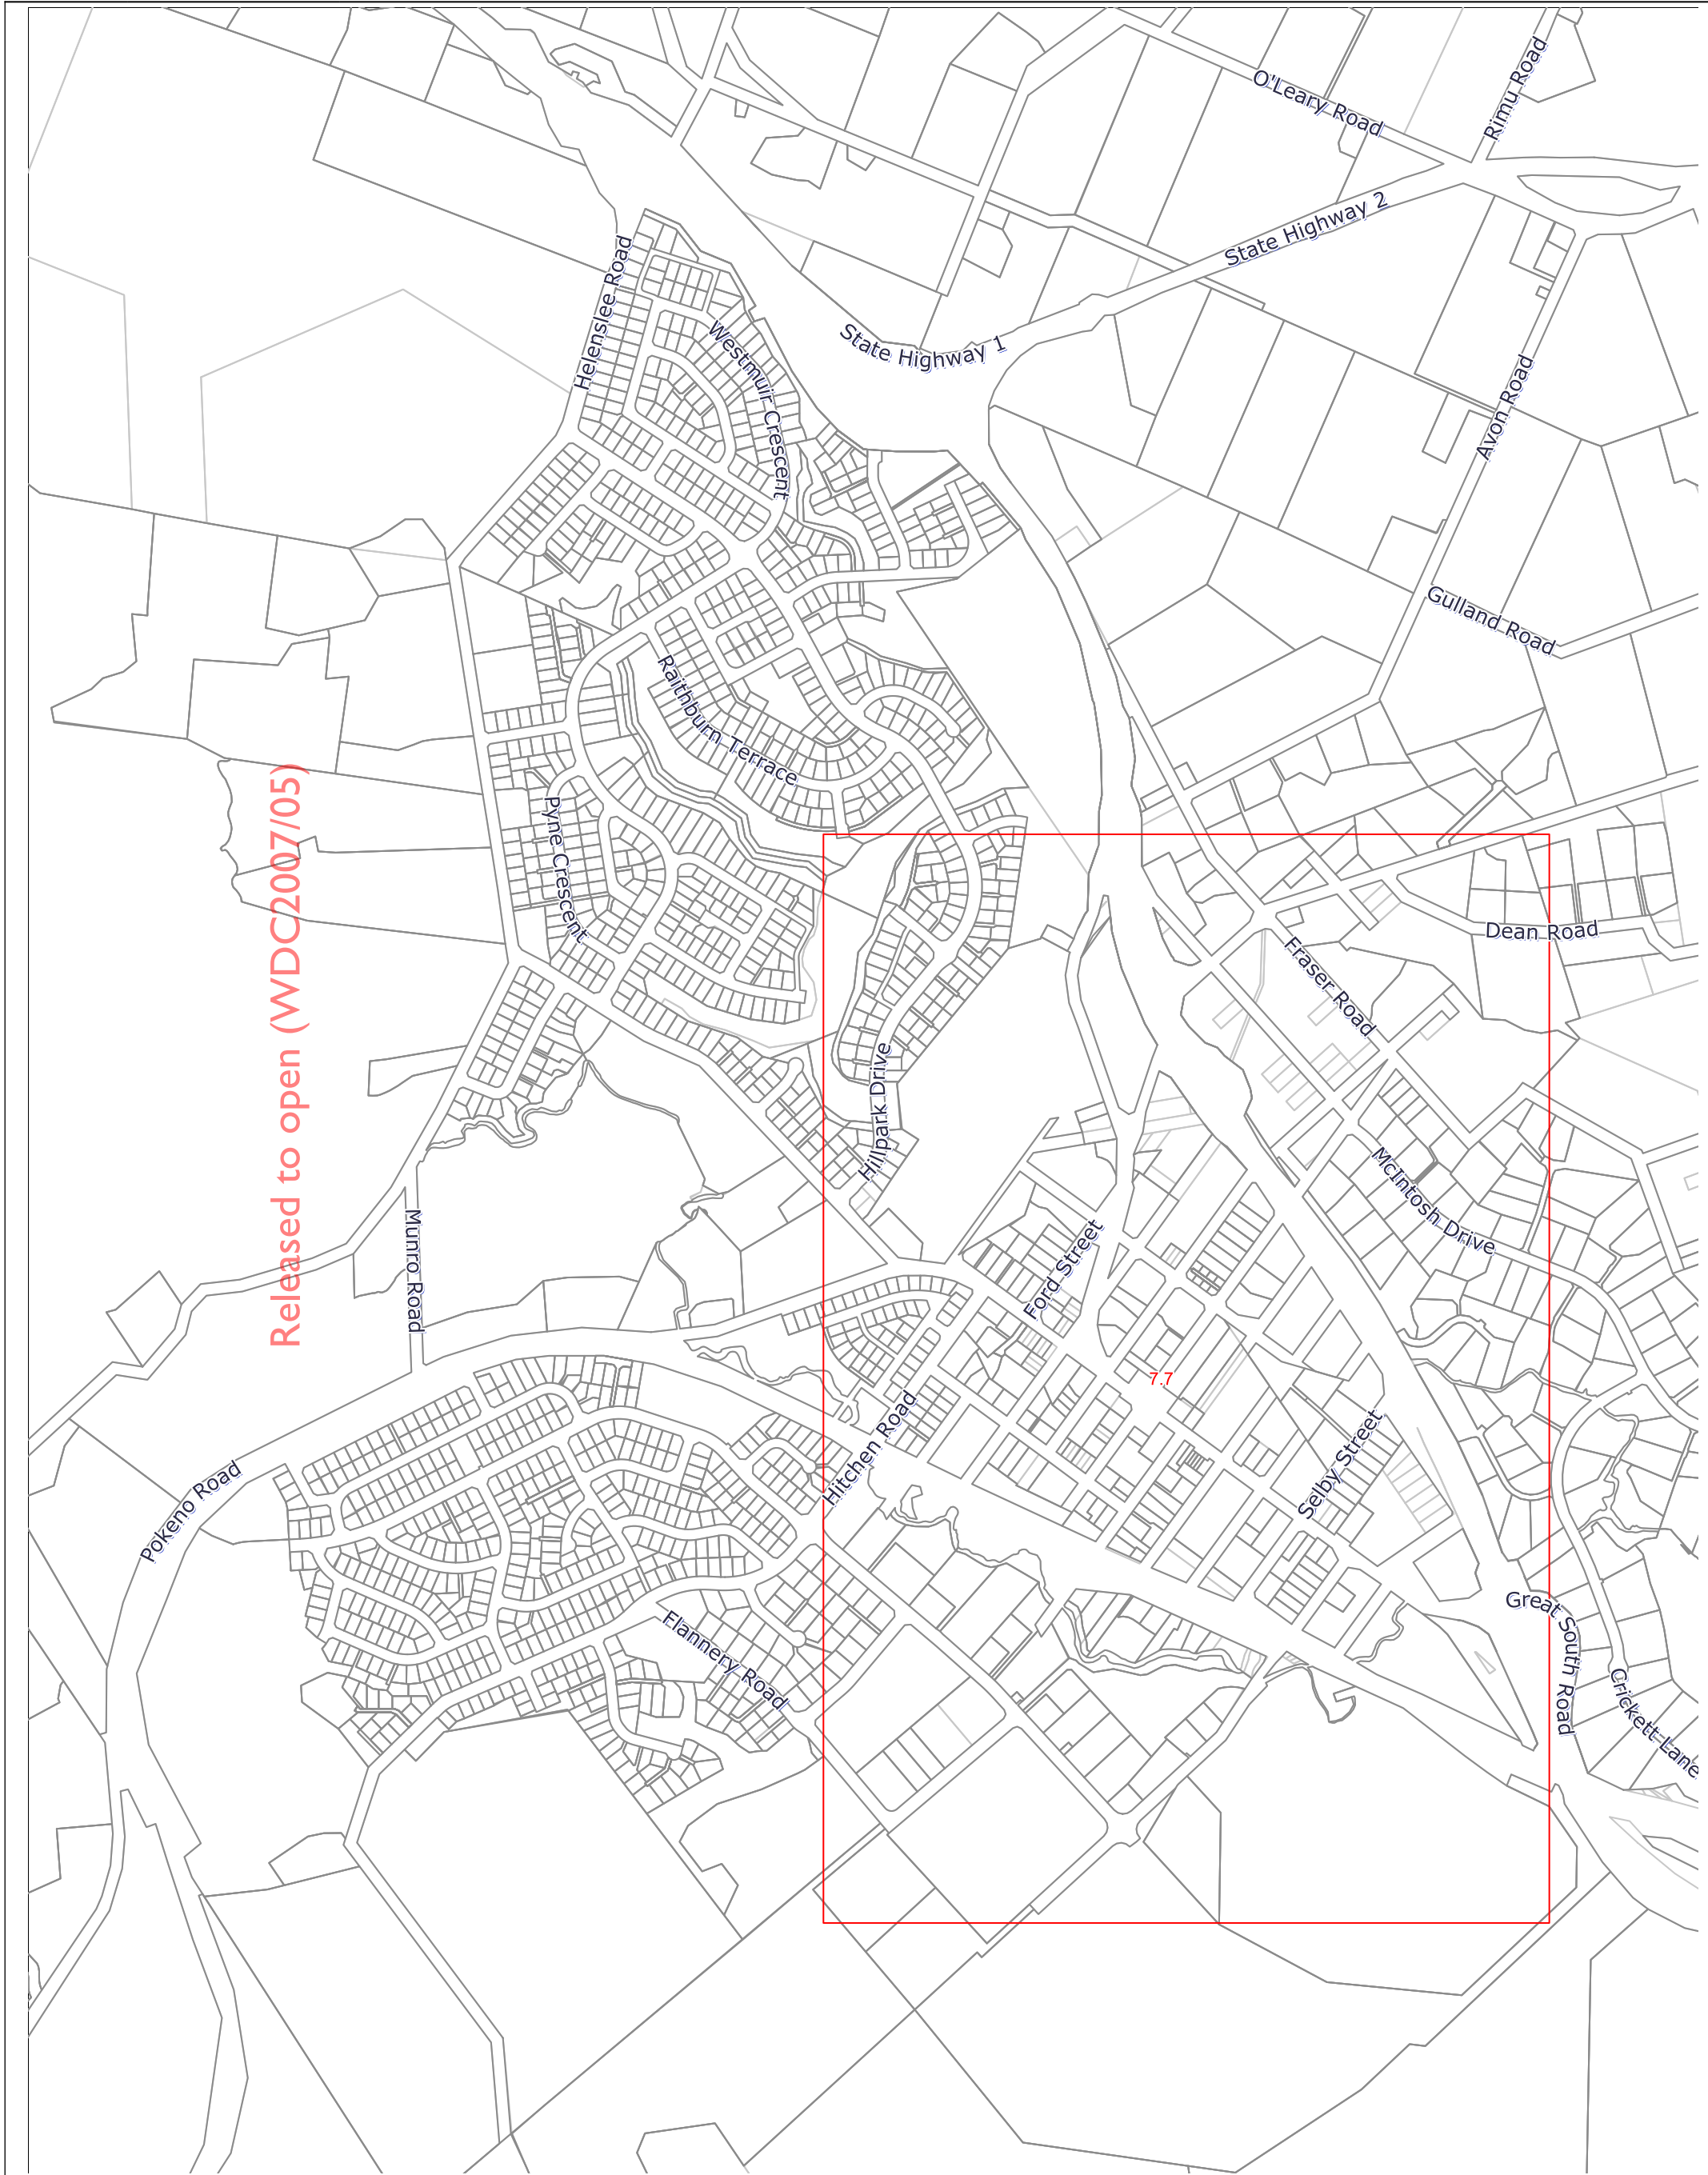 O'Leary Road
Rimu Road
State Highway 2
Helenslee Road
Westmuir Crescent
State Highway 1
Avon Road
Gulland Road
Raithburn Terrace
Released to open (WDC2007/05)
Pyne Crescent
Dean Road
Fraser Road
Hillpark Drive
McIntosh Drive
Munro Road
Ford Street
7.7
Hitchen Road
Selby Street
Pokeno Road
Great South Road
Flannery Road
Crickett Lane